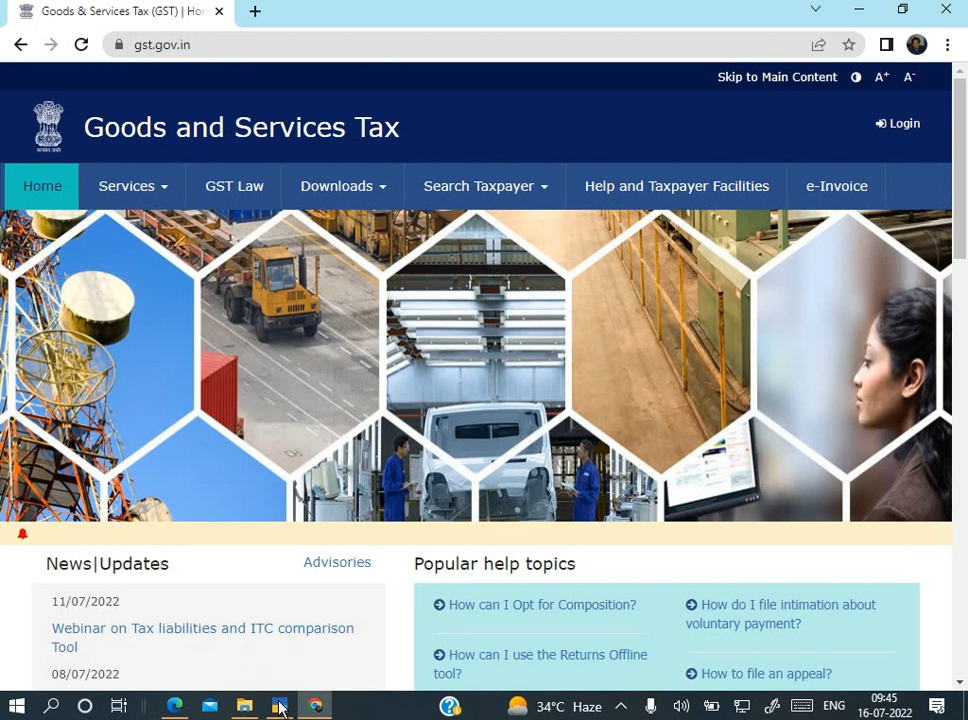 Goods & Services Tax (GST) | Hom
gst.gov.in
Skip to Main Content A+ A-
Goods and Services Tax
Login
Home Services GST Law Downloads Search Taxpayer Help and Taxpayer Facilities e-Invoice
News|Updates
Advisories
11/07/2022
Webinar on Tax liabilities and ITC comparison
Tool
08/07/2022
Popular help topics
How can I Opt for Composition?
How can I use the Returns Offline
tool?
How do I file intimation about
voluntary payment?
How to file an appeal?
34°C Haze
ENG
09:45
16-07-2022